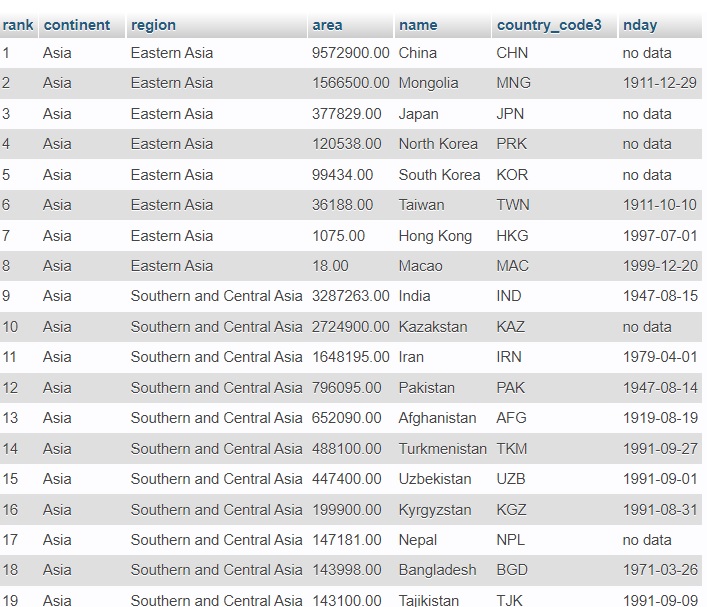 rank continent region area name country_code3 nday
1 Asia Eastern Asia 9572900.00 China CHN no data
2 Asia Eastern Asia 1566500.00 Mongolia MNG 1911-12-29
3 Asia Eastern Asia 377829.00 Japan JPN no data
4 Asia Eastern Asia 120538.00 North Korea PRK no data
5 Asia Eastern Asia 99434.00 South Korea KOR no data
6 Asia Eastern Asia 36188.00 Taiwan TWN 1911-10-10
7 Asia Eastern Asia 1075.00 Hong Kong HKG 1997-07-01
8 Asia Eastern Asia 18.00 Macao MAC 1999-12-20
9 Asia Southern and Central Asia 3287263.00 India IND 1947-08-15
10 Asia Southern and Central Asia 2724900.00 Kazakstan KAZ no data
11 Asia Southern and Central Asia 1648195.00 Iran IRN 1979-04-01
12 Asia Southern and Central Asia 796095.00 Pakistan PAK 1947-08-14
13 Asia Southern and Central Asia 652090.00 Afghanistan AFG 1919-08-19
14 Asia Southern and Central Asia 488100.00 Turkmenistan TKM 1991-09-27
15 Asia Southern and Central Asia 447400.00 Uzbekistan UZB 1991-09-01
16 Asia Southern and Central Asia 199900.00 Kyrgyzstan KGZ 1991-08-31
17 Asia Southern and Central Asia 147181.00 Nepal NPL no data
18 Asia Southern and Central Asia 143998.00 Bangladesh BGD 1971-03-26
19 Asia Southern and Central Asia 143100.00 Tajikistan TJK 1991-09-09